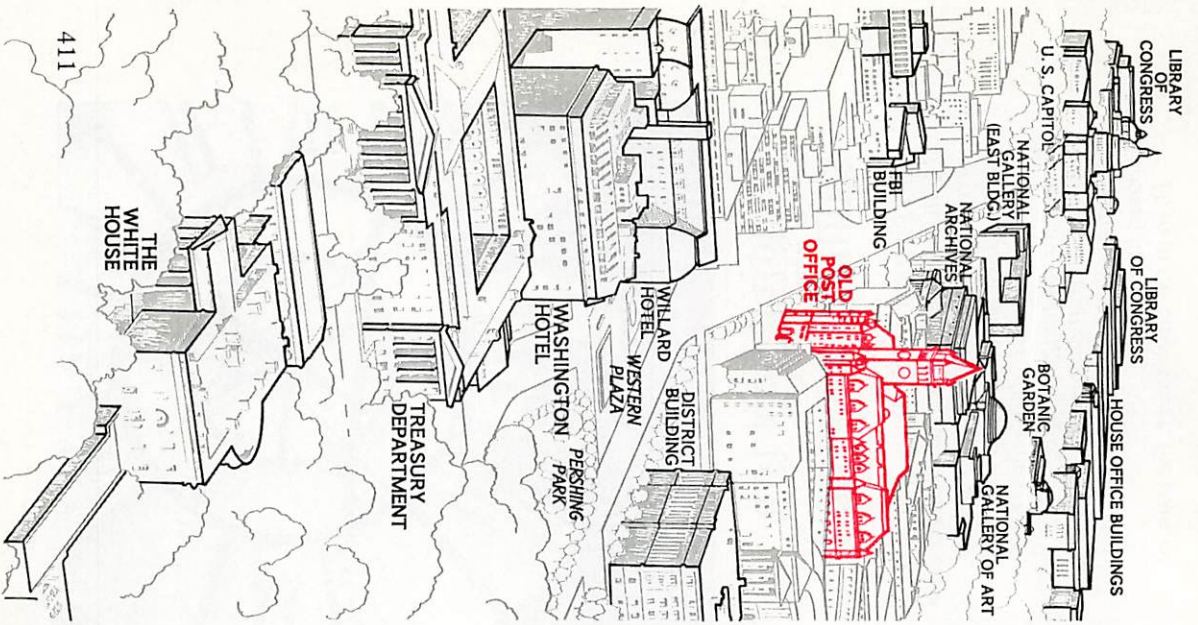 LIBRARY
OF
CONGRESS
U. S. CAPITOL
LIBRARY
OF CONGRESS
HOUSE OFFICE BUILDINGS
NATIONAL
GALLERY
(EAST BLDG.)
BOTANIC
GARDEN
NATIONAL
ARCHIVES
NATIONAL
GALLERY OF ART
FBI
BUILDING
OLD
POST
OFFICE
WILLARD
HOTEL
WESTERN
PLAZA
DISTRICT
BUILDING
WASHINGTON
HOTEL
PERSHING
PARK
TREASURY
DEPARTMENT
THE
WHITE
HOUSE
411